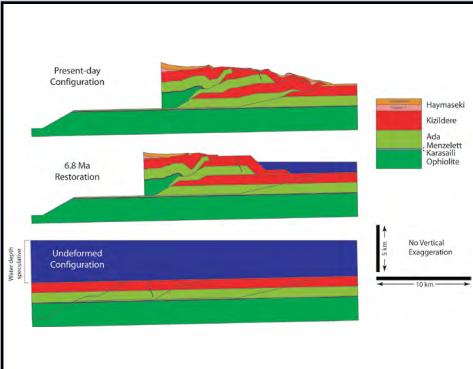 Present-day
Configuration
6.8 Ma
Restoration
Water depth
speculative
Undeformed
Configuration
Haymaseki
Kizildere
Ada
Menzelett
Karasaili
Ophiolite
5 km
No Vertical
Exaggeration
10 km